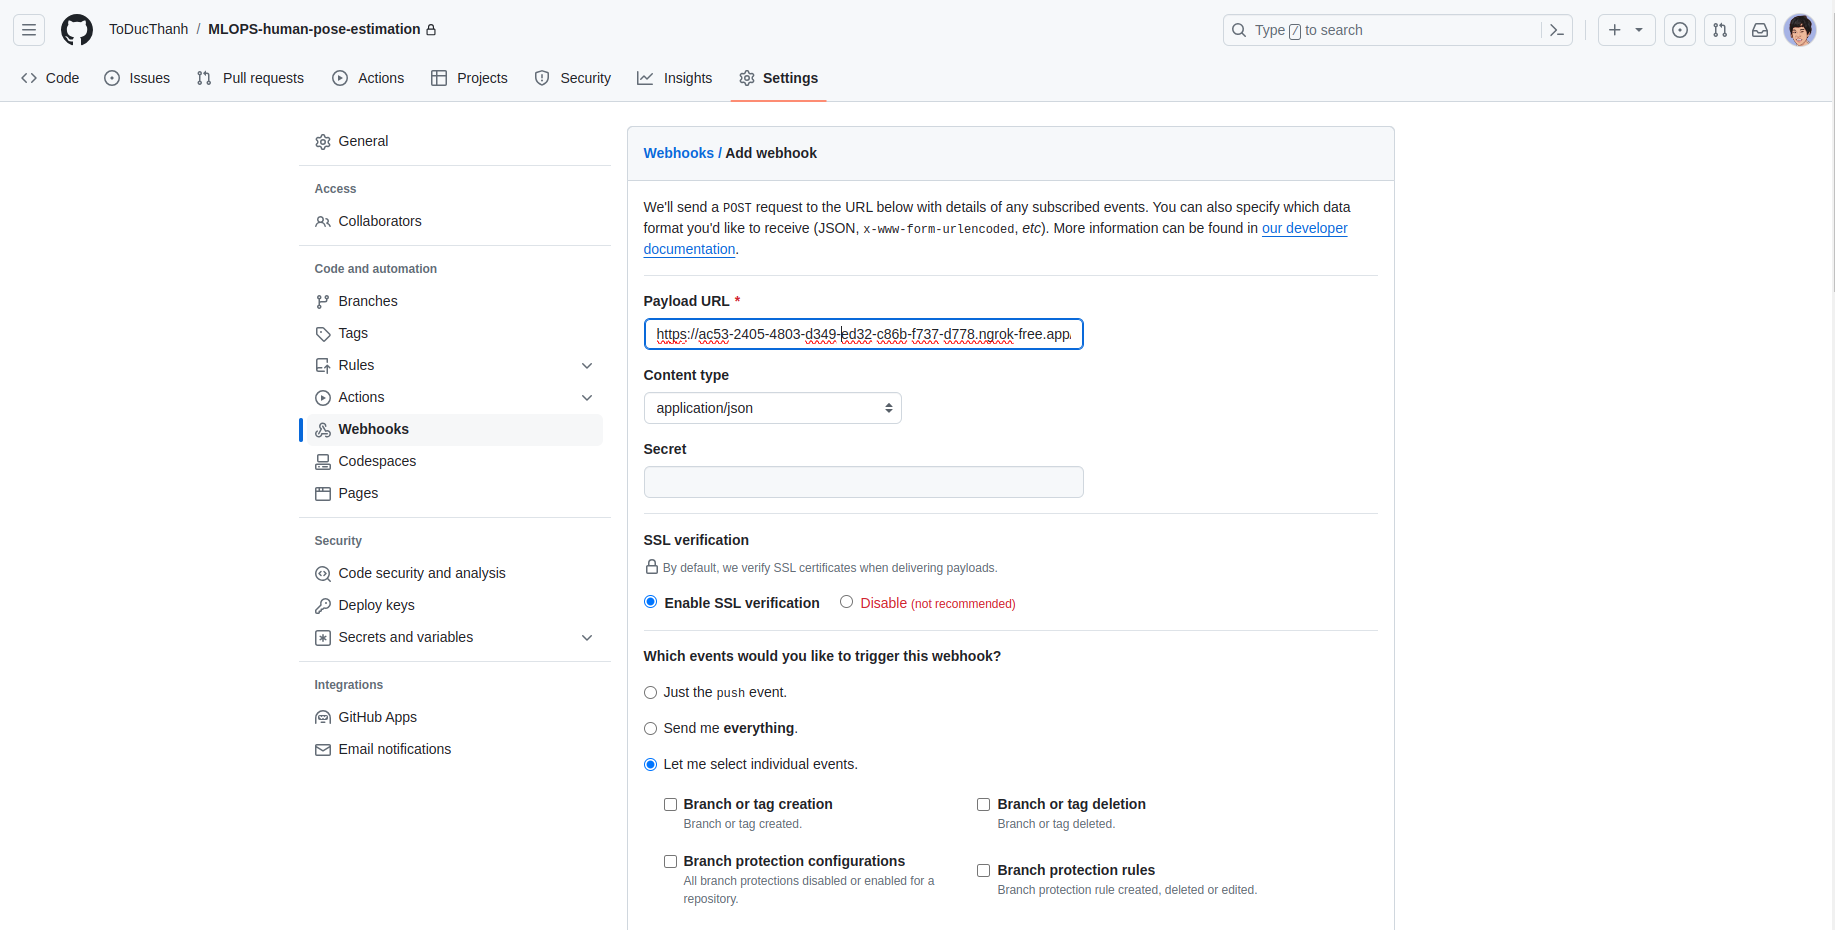 ToDucThanh / MLOPS-human-pose-estimation
Type / to search
Code Issues Pull requests Actions Projects Security Insights Settings
General
Access
Collaborators
Code and automation
Branches
Tags
Rules
Actions
Webhooks
Codespaces
Pages
Security
Code security and analysis
Deploy keys
Secrets and variables
Integrations
GitHub Apps
Email notifications
Webhooks / Add webhook
We'll send a POST request to the URL below with details of any subscribed events. You can also specify which data
format you'd like to receive (JSON, x-www-form-urlencoded, etc). More information can be found in our developer
documentation.
Payload URL *
https://ac53-2405-4803-d349-ed32-c86b-f737-d778.ngrok-free.app/
Content type
application/json
Secret
SSL verification
By default, we verify SSL certificates when delivering payloads.
Enable SSL verification Disable (not recommended)
Which events would you like to trigger this webhook?
Just the push event.
Send me everything.
Let me select individual events.
Branch or tag creation
Branch or tag created.
Branch or tag deletion
Branch or tag deleted.
Branch protection configurations
All branch protections disabled or enabled for a
repository.
Branch protection rules
Branch protection rule created, deleted or edited.